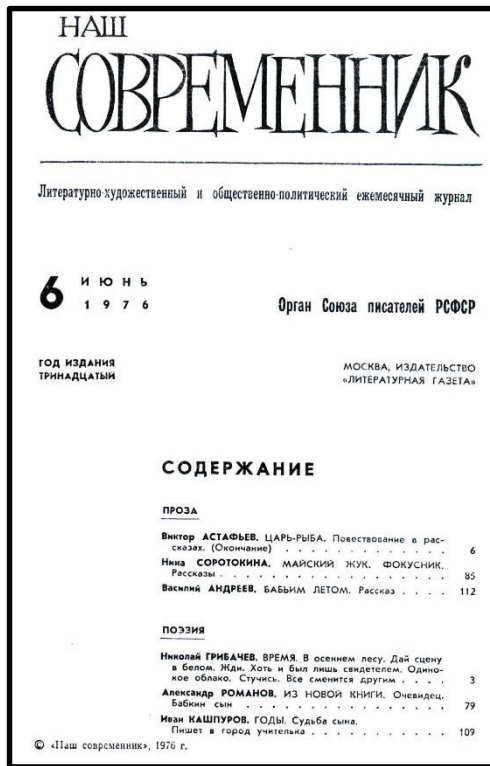 НАШ
СОВРЕМЕННИК
Литературно-художественный и общественно-политический ежемесячный журнал
6 ИЮНЬ
1976
Орган Союза писателей РСФСР
ГОД ИЗДАНИЯ
ТРИНАДЦАТЫЙ
МОСКВА, ИЗДАТЕЛЬСТВО
«ЛИТЕРАТУРНАЯ ГАЗЕТА»
СОДЕРЖАНИЕ
ПРОЗА
Виктор АСТАФЬЕВ. ЦАРЬ-РЫБА. Повествование в рас-
сказах. (Окончание) . . . . . . . . . . . . . 6
Нина СОРОТОКИНА. МАЙСКИЙ ЖУК. ФОКУСНИК.
Рассказы . . . . . . . . . . . . . . . . . . 85
Василий АНДРЕЕВ. БАБЬИМ ЛЕТОМ. Рассказ . . . . 112
ПОЭЗИЯ
Николай ГРИБАЧЕВ. ВРЕМЯ. В осеннем лесу. Дай сцену
в белом. Жди. Хоть и был лишь свидетелем. Одино-
кое облако. Стучись. Все сменится другим . . . . 3
Александр РОМАНОВ. ИЗ НОВОЙ КНИГИ. Очевидец.
Бабкин сын . . . . . . . . . . . . . . . . 79
Иван КАШПУРОВ. ГОДЫ. Судьба сына.
Пишет в город учителька . . . . . . . . . . . 109
© «Наш современник», 1976 г.